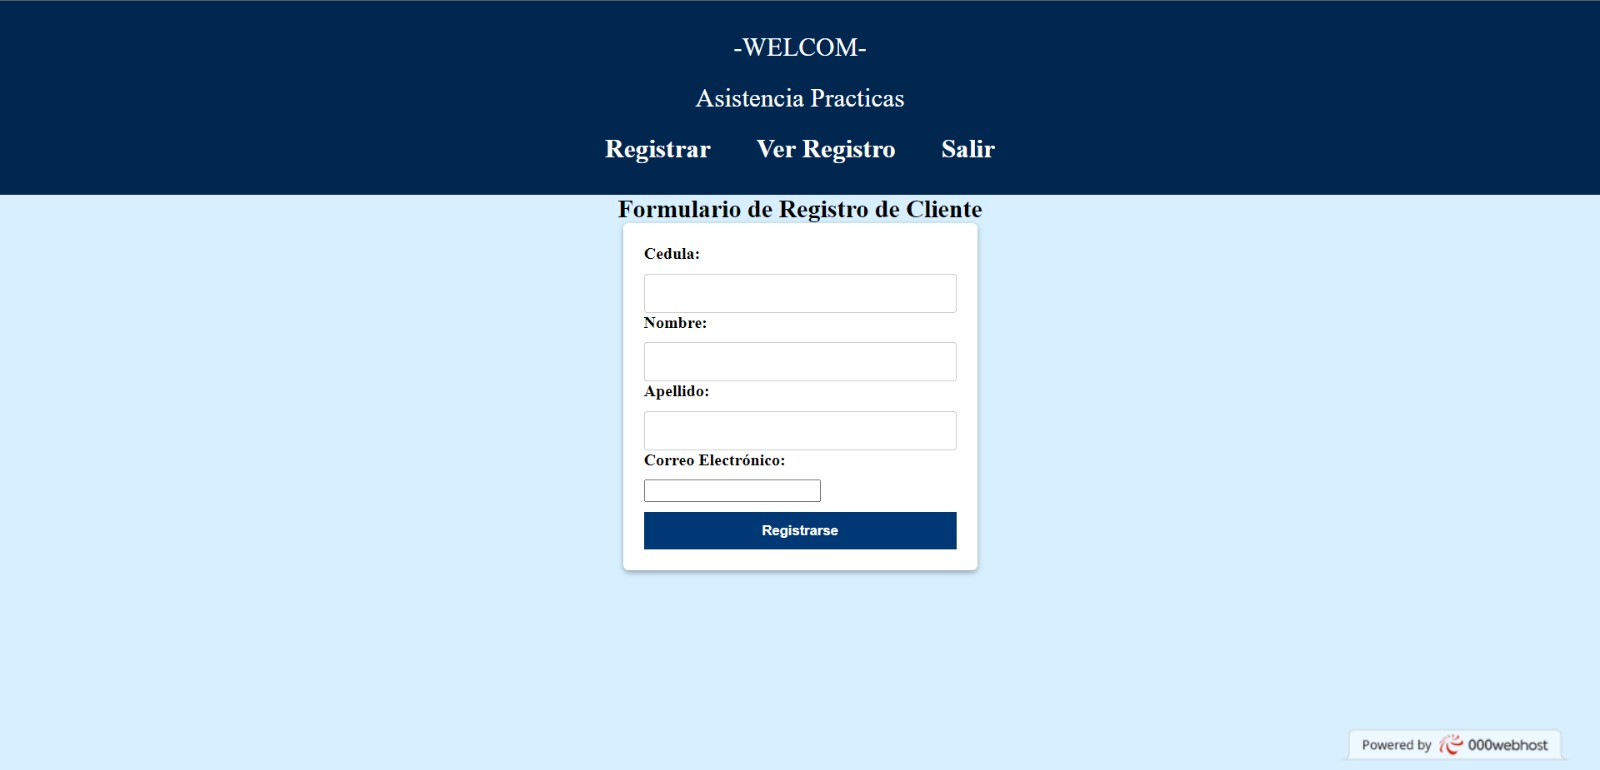 -WELCOM-
Asistencia Practicas
Registrar Ver Registro Salir
Formulario de Registro de Cliente
Cedula:
Nombre:
Apellido:
Correo Electrónico:
Registrarse
Powered by 000webhost